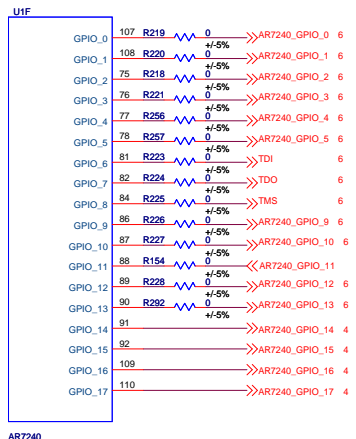 U1F
GPIO_0 107 R219 0 +/-5% AR7240_GPIO_0 6
GPIO_1 108 R220 0 +/-5% AR7240_GPIO_1 6
GPIO_2 75 R218 0 +/-5% AR7240_GPIO_2 6
GPIO_3 76 R221 0 +/-5% AR7240_GPIO_3 6
GPIO_4 77 R256 0 +/-5% AR7240_GPIO_4 6
GPIO_5 78 R257 0 +/-5% AR7240_GPIO_5 6
GPIO_6 81 R223 0 +/-5% TDI 6
GPIO_7 82 R224 0 +/-5% TDO 6
GPIO_8 84 R225 0 +/-5% TMS 6
GPIO_9 86 R226 0 +/-5% AR7240_GPIO_9 6
GPIO_10 87 R227 0 +/-5% AR7240_GPIO_10 6
GPIO_11 88 R154 0 +/-5% AR7240_GPIO_11
GPIO_12 89 R228 0 +/-5% AR7240_GPIO_12 6
GPIO_13 90 R292 0 +/-5% AR7240_GPIO_13 6
GPIO_14 91 AR7240_GPIO_14 4
GPIO_15 92 AR7240_GPIO_15 4
GPIO_16 109 AR7240_GPIO_16 4
GPIO_17 110 AR7240_GPIO_17 4
AR7240